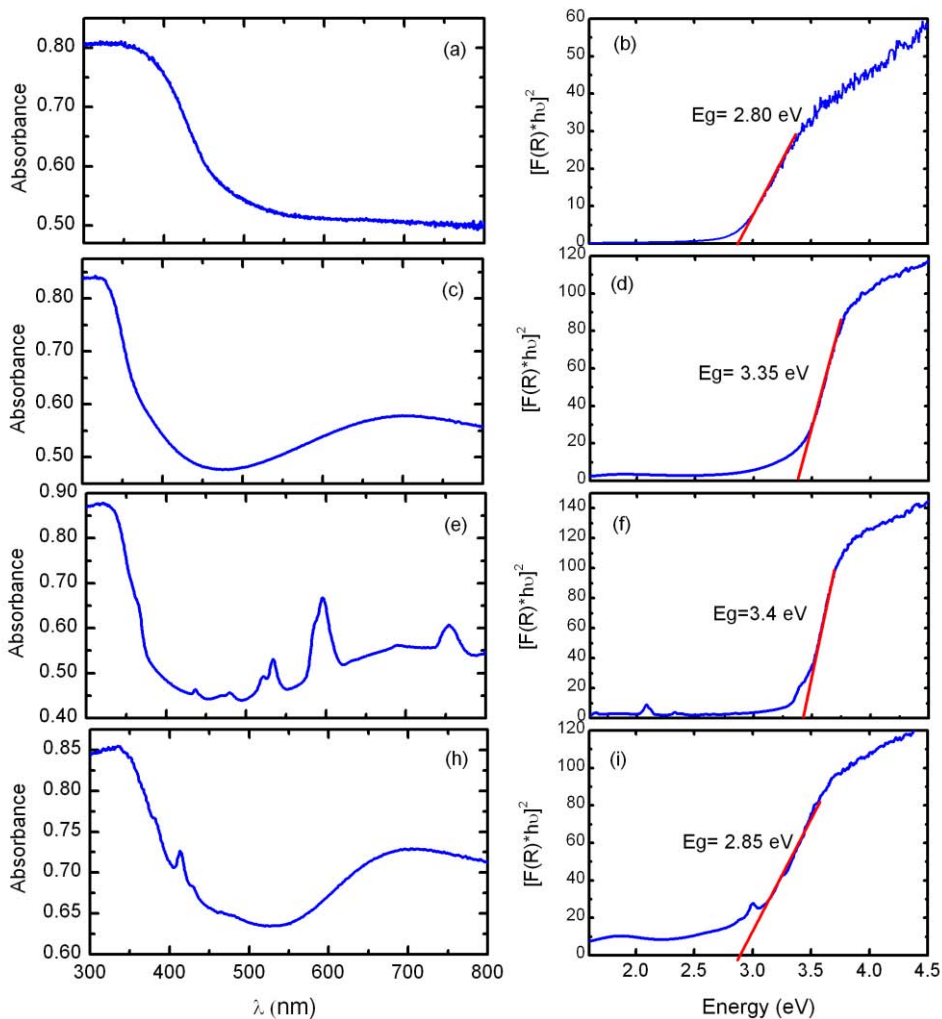 0.80
0.70
0.60
0.50
Absorbance
(a)
60
50
40
30
20
10
0
[F(R)*hυ]²
(b)
Eg= 2.80 eV
0.80
0.70
0.60
0.50
Absorbance
(c)
120
100
80
60
40
20
0
[F(R)*hυ]²
(d)
Eg= 3.35 eV
0.90
0.80
0.70
0.60
0.50
0.40
Absorbance
(e)
140
120
100
80
60
40
20
0
[F(R)*hυ]²
(f)
Eg=3.4 eV
0.85
0.80
0.75
0.70
0.65
0.60
Absorbance
(h)
300 400 500 600 700 800
λ (nm)
120
100
80
60
40
20
0
[F(R)*hυ]²
(i)
Eg= 2.85 eV
2.0 2.5 3.0 3.5 4.0 4.5
Energy (eV)